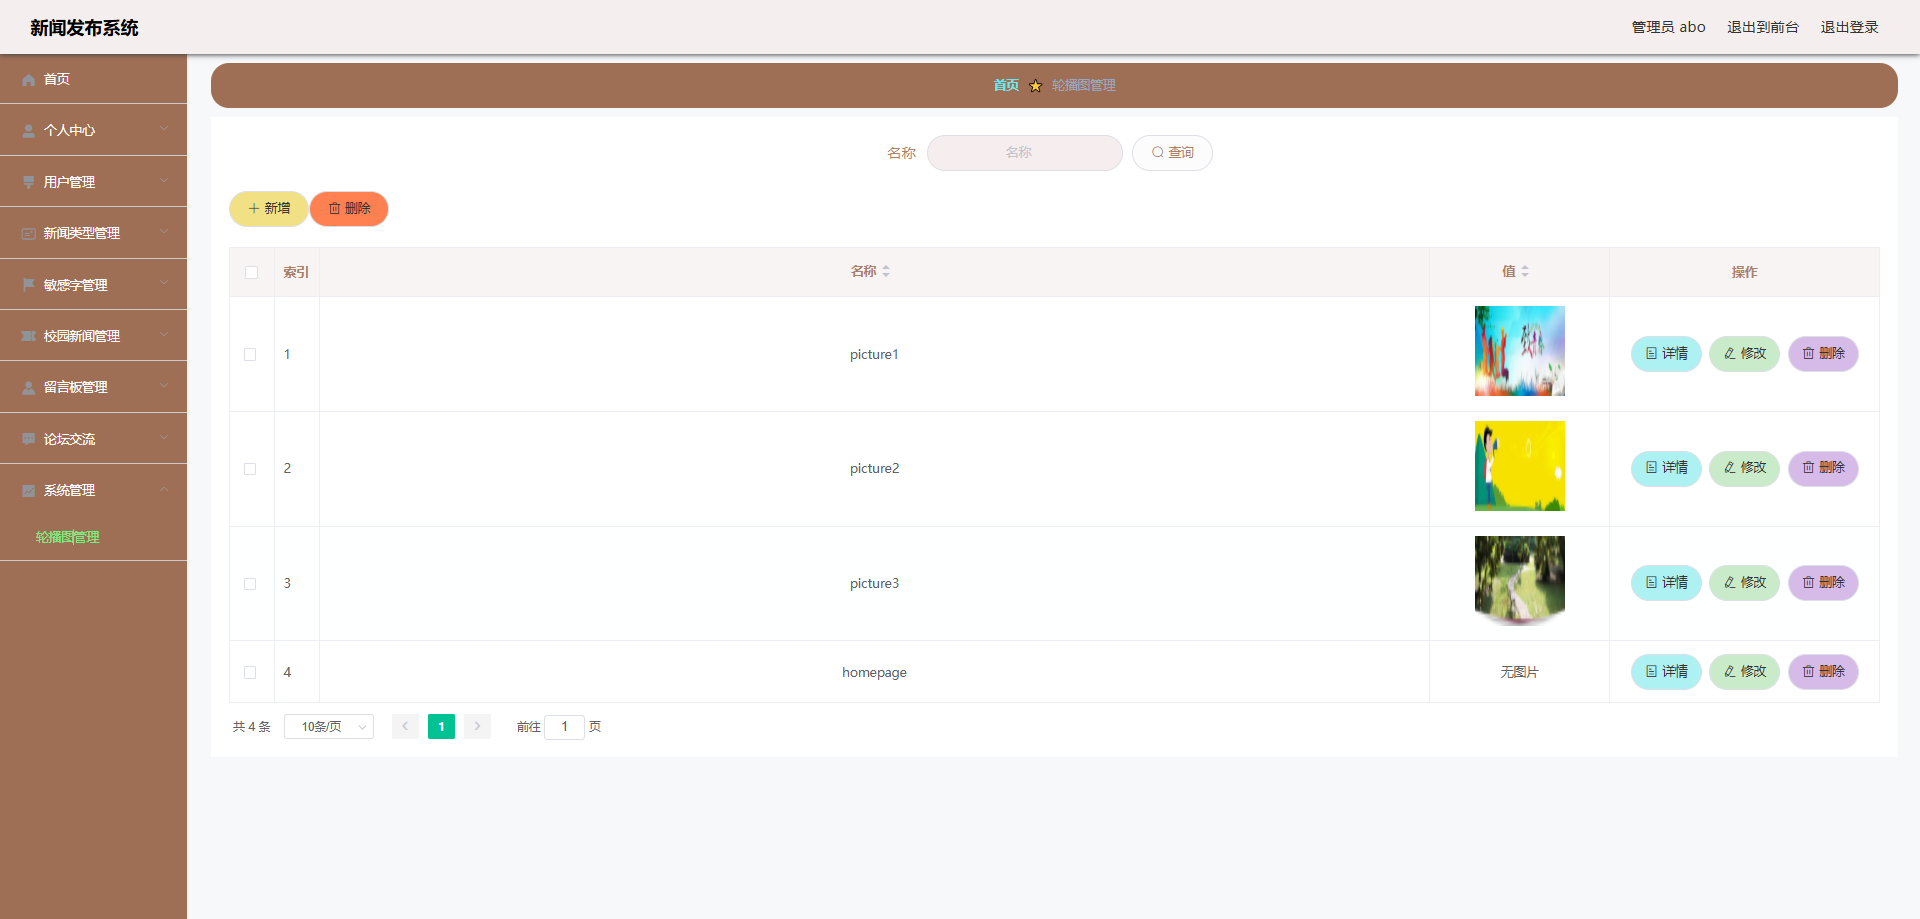 新闻发布系统
管理员 abo 退出到前台 退出登录
首页
个人中心
用户管理
新闻类型管理
敏感字管理
校园新闻管理
留言板管理
论坛交流
系统管理
轮播图管理
首页 轮播图管理
名称 名称 查询
新增 删除
索引 名称 值 操作
1 picture1 详情 修改 删除
2 picture2 详情 修改 删除
3 picture3 详情 修改 删除
4 homepage 无图片 详情 修改 删除
共 4 条 10条/页 1 前往 1 页